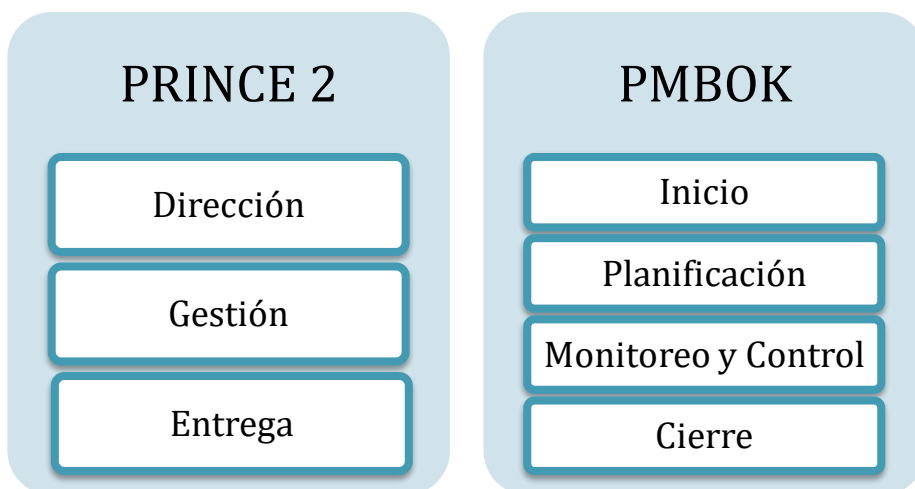 PRINCE 2
Dirección
Gestión
Entrega
PMBOK
Inicio
Planificación
Monitoreo y Control
Cierre